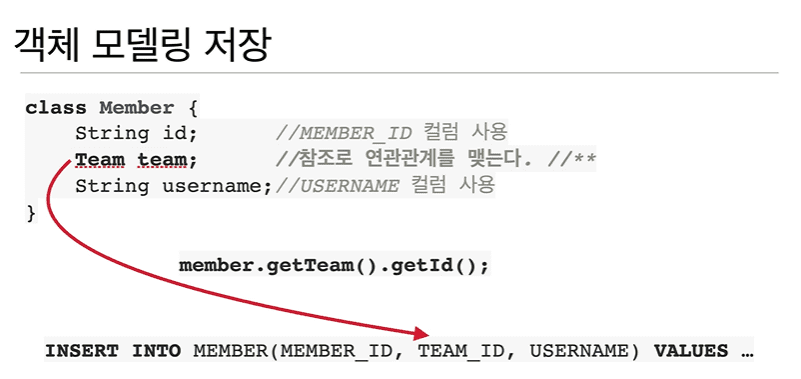 객체 모델링 저장
class Member {
String id; //MEMBER_ID 컬럼 사용
Team team; //참조로 연관관계를 맺는다. //**
String username;//USERNAME 컬럼 사용
}
member.getTeam().getId();
INSERT INTO MEMBER(MEMBER_ID, TEAM_ID, USERNAME) VALUES …